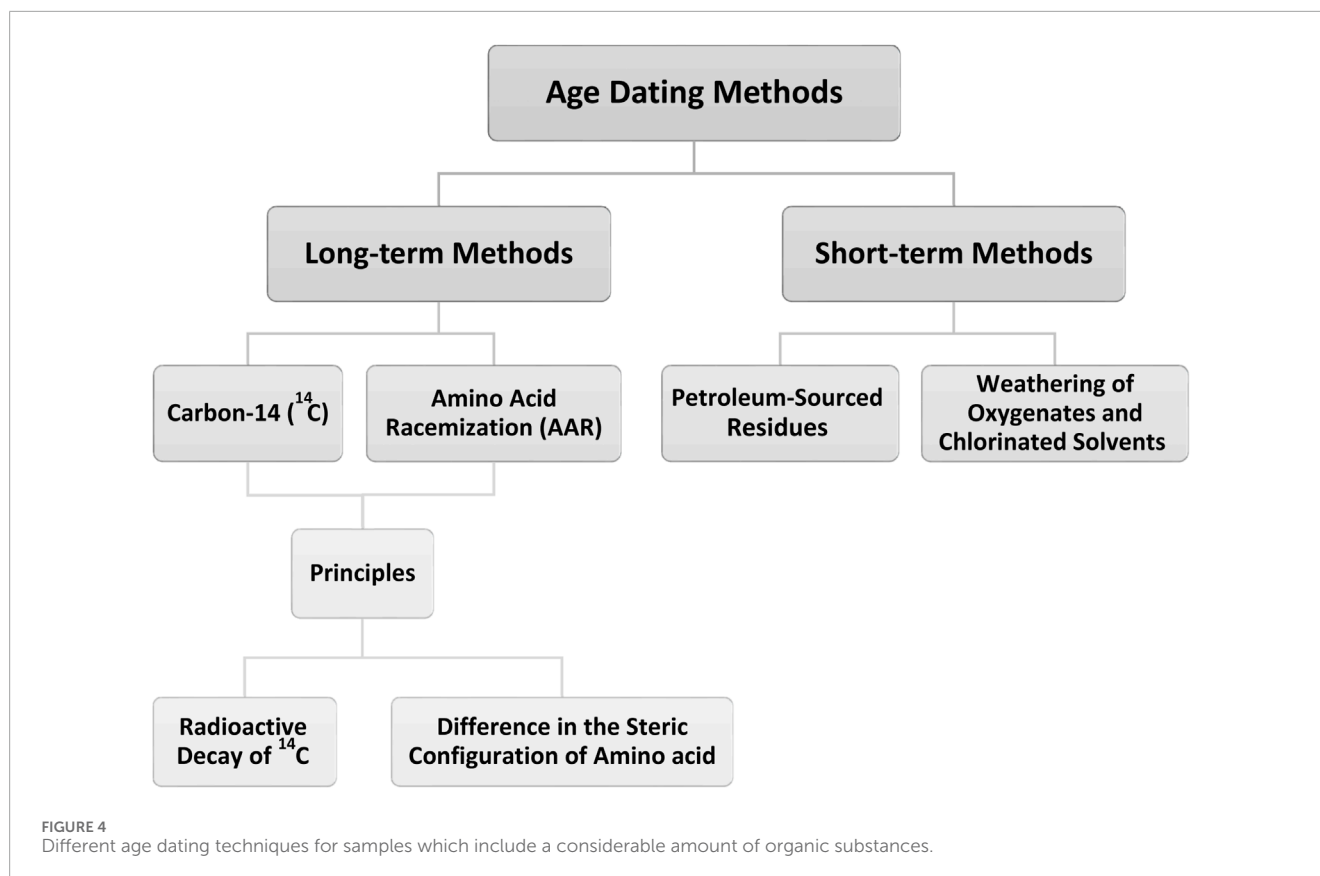 Age Dating Methods
Long-term Methods
Short-term Methods
Carbon-14 (¹⁴C)
Amino Acid
Racemization (AAR)
Petroleum-Sourced
Residues
Weathering of
Oxygenates and
Chlorinated Solvents
Principles
Radioactive
Decay of ¹⁴C
Difference in the Steric
Configuration of Amino acid
FIGURE 4
Different age dating techniques for samples which include a considerable amount of organic substances.